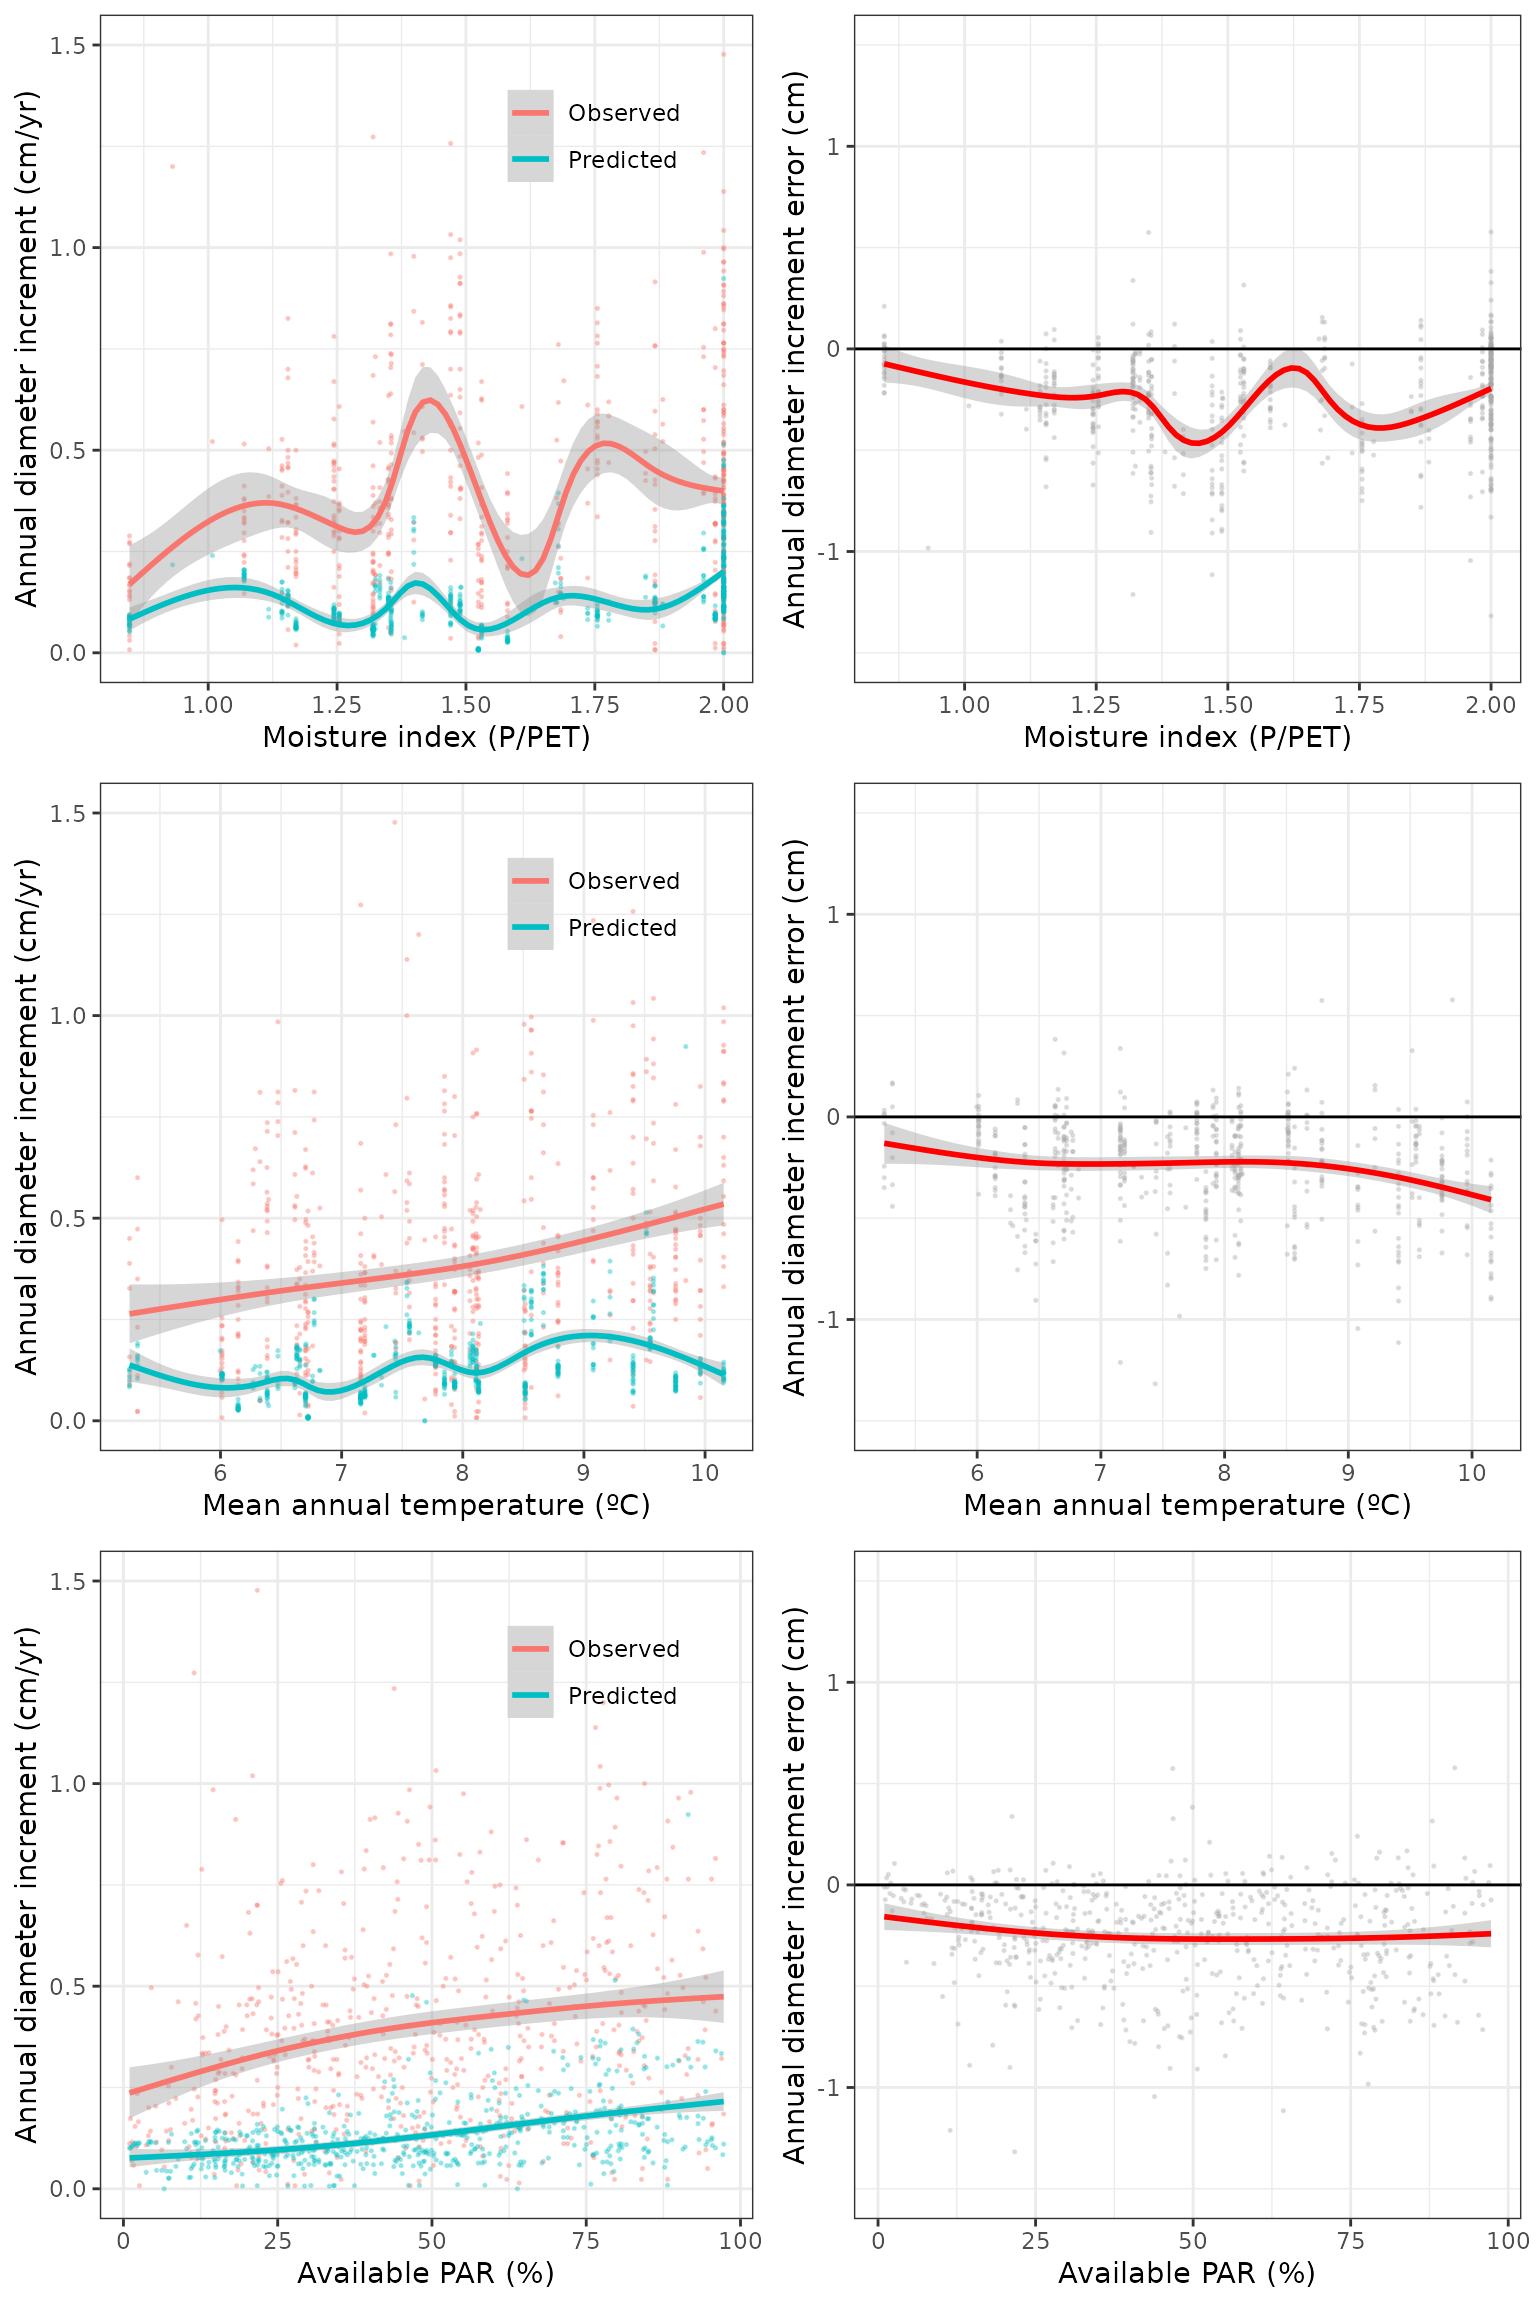 Annual diameter increment (cm/yr)
1.5
1.0
0.5
0.0
Observed
Predicted
1.00 1.25 1.50 1.75 2.00
Moisture index (P/PET)
Annual diameter increment error (cm)
1
0
-1
1.00 1.25 1.50 1.75 2.00
Moisture index (P/PET)
Annual diameter increment (cm/yr)
1.5
1.0
0.5
0.0
Observed
Predicted
6 7 8 9 10
Mean annual temperature (ºC)
Annual diameter increment error (cm)
1
0
-1
6 7 8 9 10
Mean annual temperature (ºC)
Annual diameter increment (cm/yr)
1.5
1.0
0.5
0.0
Observed
Predicted
0 25 50 75 100
Available PAR (%)
Annual diameter increment error (cm)
1
0
-1
0 25 50 75 100
Available PAR (%)